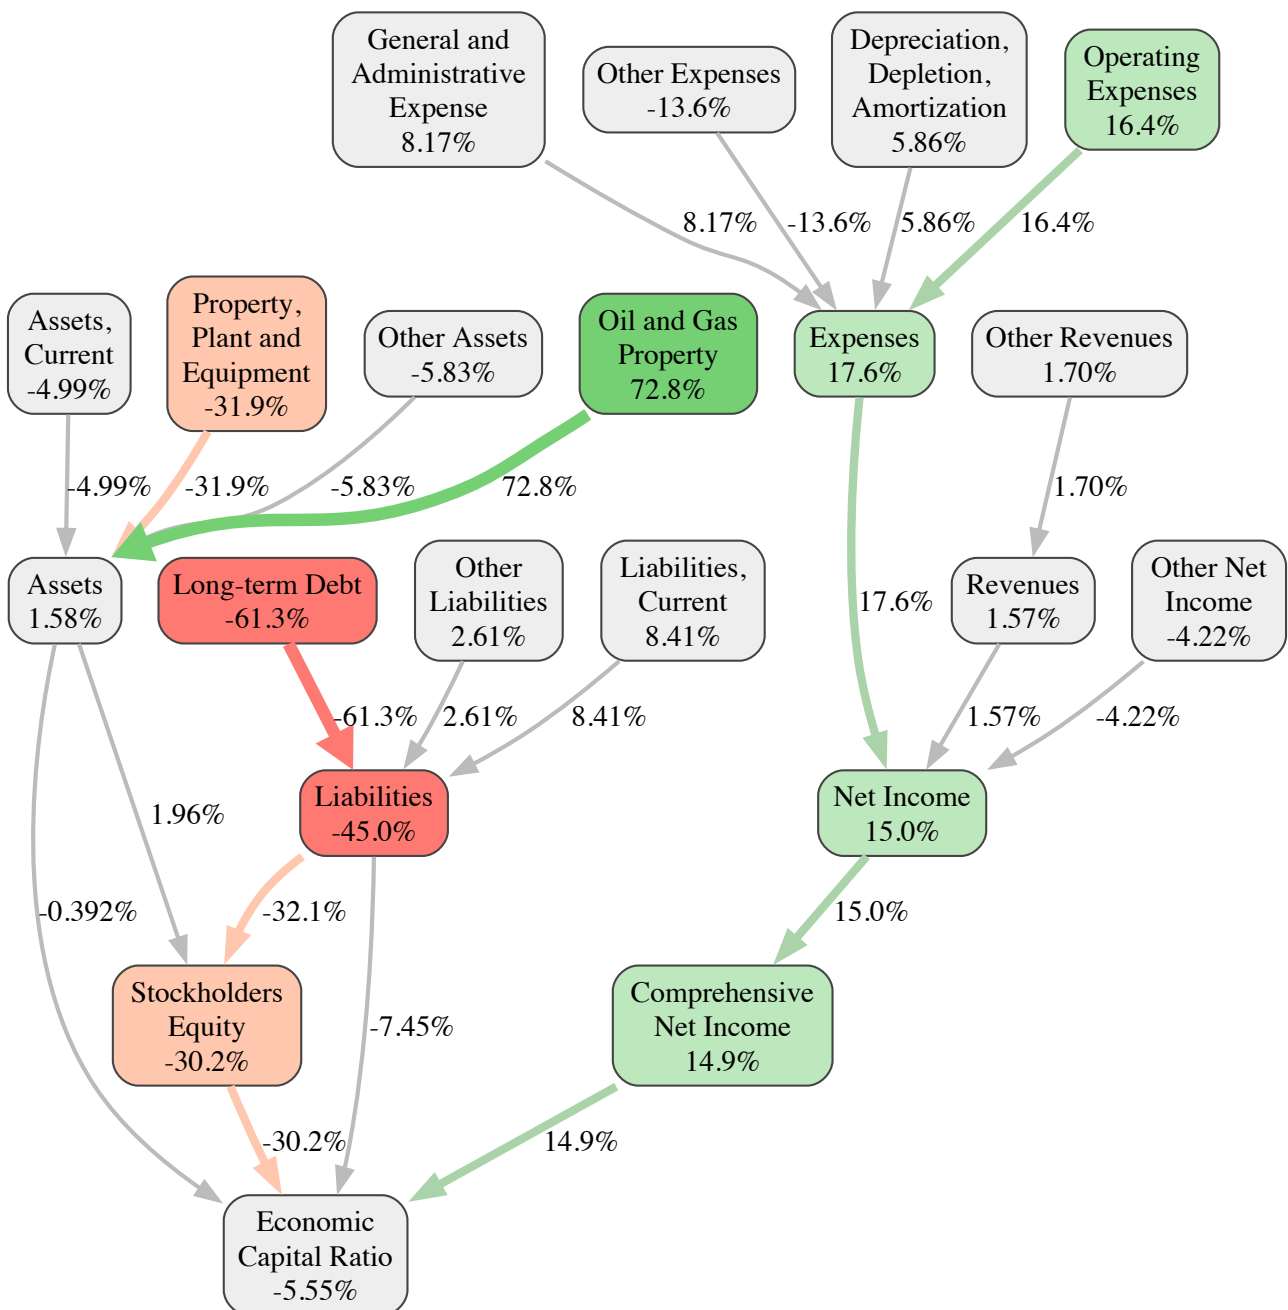 General and
Administrative
Expense
8.17%
Other Expenses
-13.6%
Depreciation,
Depletion,
Amortization
5.86%
Operating
Expenses
16.4%
8.17%
-13.6%
5.86%
16.4%
Assets,
Current
-4.99%
Property,
Plant and
Equipment
-31.9%
Other Assets
-5.83%
Oil and Gas
Property
72.8%
Expenses
17.6%
Other Revenues
1.70%
-4.99%
-31.9%
-5.83%
72.8%
1.70%
Assets
1.58%
Long-term Debt
-61.3%
Other
Liabilities
2.61%
Liabilities,
Current
8.41%
17.6%
Revenues
1.57%
Other Net
Income
-4.22%
-61.3%
2.61%
8.41%
1.57%
-4.22%
1.96%
Liabilities
-45.0%
Net Income
15.0%
-0.392%
-32.1%
15.0%
Stockholders
Equity
-30.2%
-7.45%
Comprehensive
Net Income
14.9%
-30.2%
14.9%
Economic
Capital Ratio
-5.55%